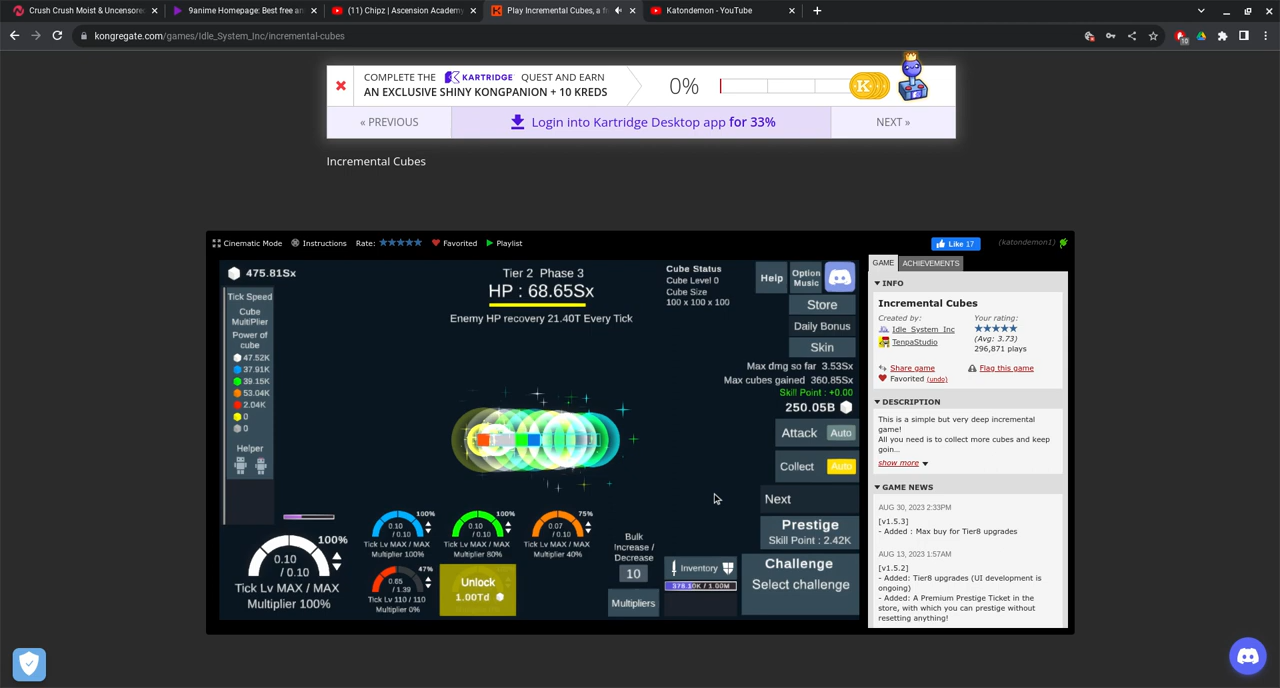 Crush Crush Moist & Uncensore
9anime Homepage: Best free an
(11) Chipz | Ascension Academy
Play Incremental Cubes, a f
Katondemon - YouTube
kongregate.com/games/Idle_System_Inc/incremental-cubes
10
COMPLETE THE KARTRIDGE QUEST AND EARN
AN EXCLUSIVE SHINY KONGPANION + 10 KREDS
0%
« PREVIOUS
Login into Kartridge Desktop app for 33%
NEXT »
Incremental Cubes
Cinematic Mode
Instructions
Rate:
Favorited
Playlist
Like 17
(katondemon1)
475.81Sx
Tick Speed
Cube
MultiPlier
Power of
cube
47.52K
37.91K
39.15K
53.04K
2.04K
0
0
Helper
Tier 2 Phase 3
HP : 68.65Sx
Enemy HP recovery 21.40T Every Tick
Cube Status
Cube Level 0
Cube Size
100 x 100 x 100
Help
Option
Music
Store
Daily Bonus
Skin
Max dmg so far 3.53Sx
Max cubes gained 360.85Sx
Skill Point : +0.00
250.05B
Attack Auto
Collect Auto
Next
Prestige
Skill Point : 2.42K
Challenge
Select challenge
100%
0.10
/ 0.10
Tick Lv MAX / MAX
Multiplier 100%
100%
0.10
/ 0.10
Tick Lv MAX / MAX
Multiplier 100%
100%
0.10
/ 0.10
Tick Lv MAX / MAX
Multiplier 80%
75%
0.07
/ 0.10
Tick Lv MAX / MAX
Multiplier 40%
47%
0.65
/ 1.39
Tick Lv 110 / 110
Multiplier 0%
Unlock
1.00Td
Bulk
Increase /
Decrease
10
Multipliers
Inventory
378.10K / 1.00M
GAME
ACHIEVEMENTS
INFO
Incremental Cubes
Created by:
Idle_System_Inc
TenpaStudio
Your rating:
(Avg: 3.73)
296,871 plays
Share game
Flag this game
Favorited (undo)
DESCRIPTION
This is a simple but very deep incremental
game!
All you need is to collect more cubes and keep
goin...
show more
GAME NEWS
AUG 30, 2023 2:33PM
[v1.5.3]
- Added : Max buy for Tier8 upgrades
AUG 13, 2023 1:57AM
[v1.5.2]
- Added: Tier8 upgrades (UI development is
ongoing)
- Added: A Premium Prestige Ticket in the
store, with which you can prestige without
resetting anything!